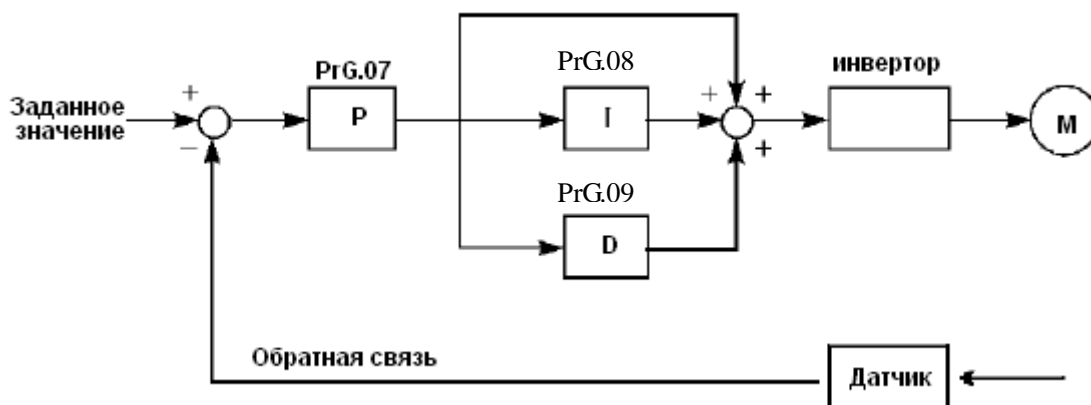 PrG.07
PrG.08
инвертор
Заданное
значение
+
−
P
I
+
+
+
M
PrG.09
D
Обратная связь
Датчик